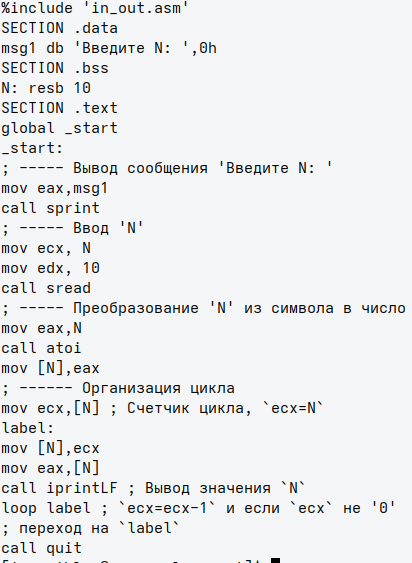 %include 'in_out.asm'
SECTION .data
msg1 db 'Введите N: ',0h
SECTION .bss
N: resb 10
SECTION .text
global _start
_start:
; ----- Вывод сообщения 'Введите N: '
mov eax,msg1
call sprint
; ----- Ввод 'N'
mov ecx, N
mov edx, 10
call sread
; ----- Преобразование 'N' из символа в число
mov eax,N
call atoi
mov [N],eax
; ------ Организация цикла
mov ecx,[N] ; Счетчик цикла, `ecx=N`
label:
mov [N],ecx
mov eax,[N]
call iprintLF ; Вывод значения `N`
loop label ; `ecx=ecx-1` и если `ecx` не '0'
; переход на `label`
call quit